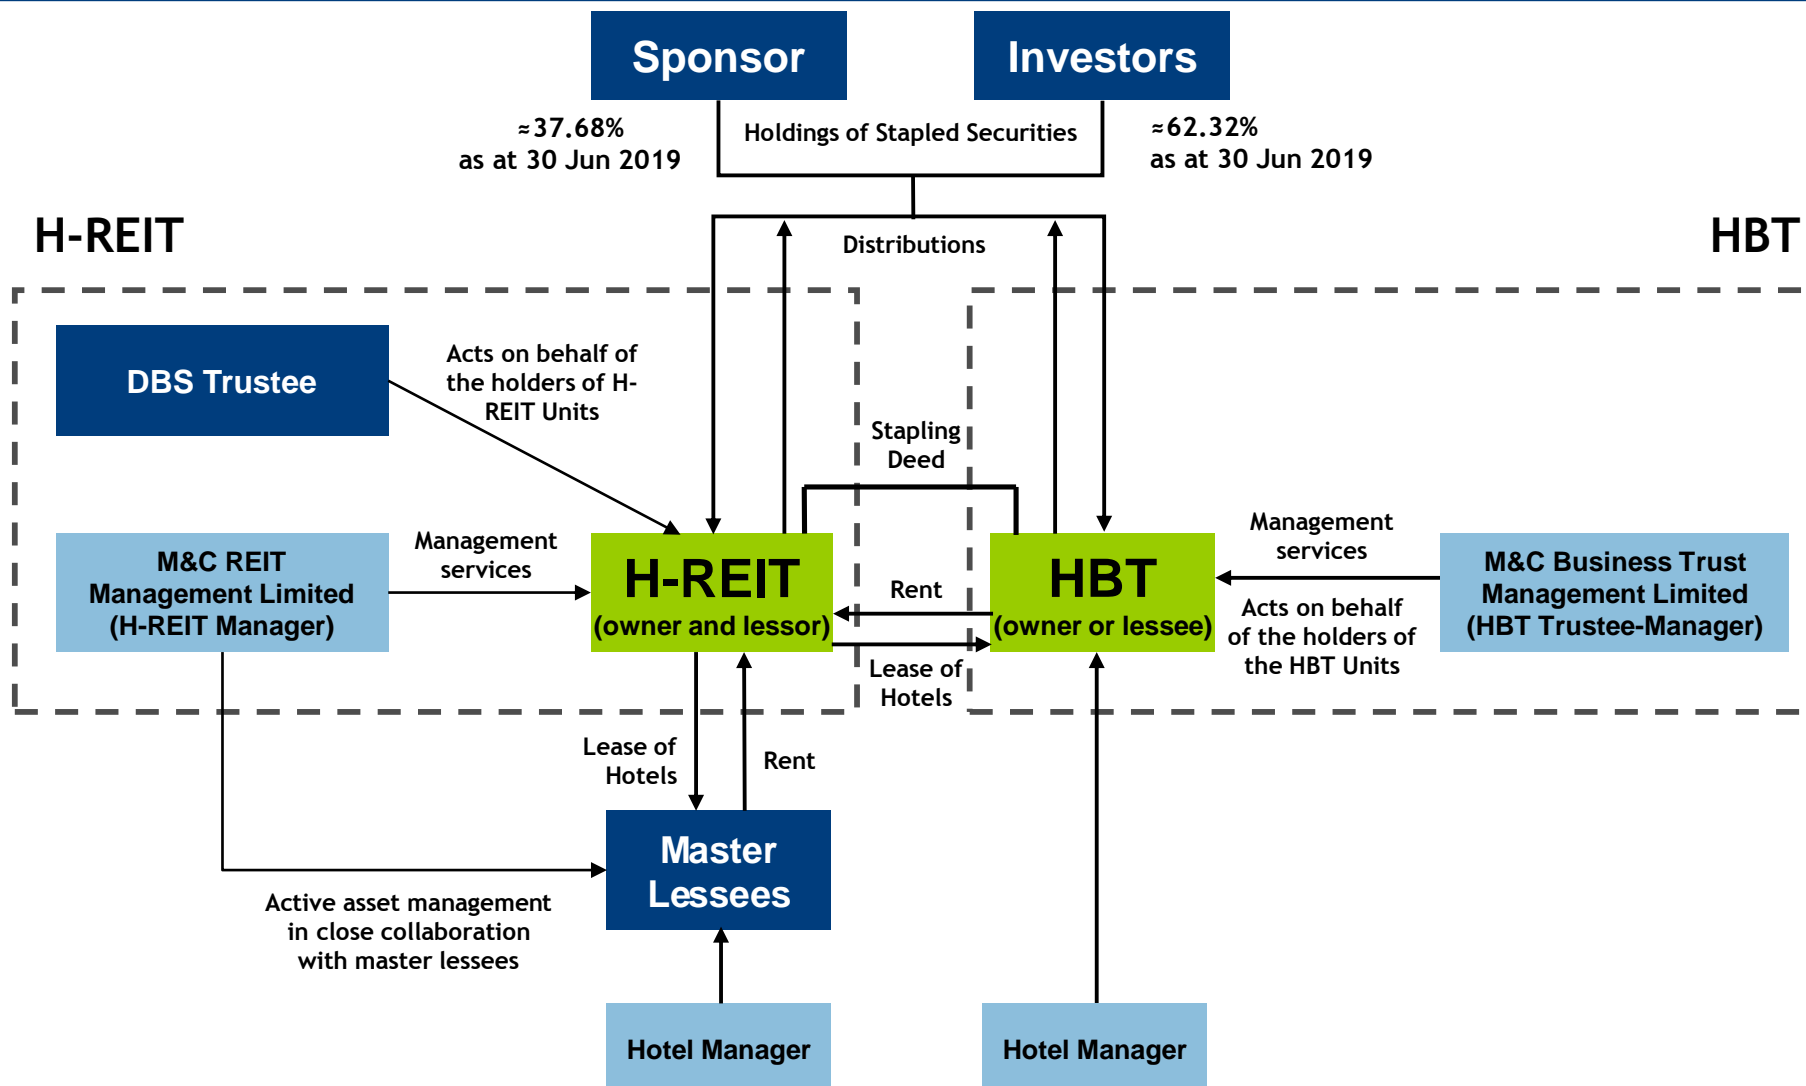 Sponsor
Investors
≈37.68%
as at 30 Jun 2019
Holdings of Stapled Securities
≈62.32%
as at 30 Jun 2019
H-REIT
HBT
Distributions
DBS Trustee
Acts on behalf of
the holders of H-
REIT Units
Stapling
Deed
M&C REIT
Management Limited
(H-REIT Manager)
Management
services
H-REIT
(owner and lessor)
Rent
Lease of
Hotels
HBT
(owner or lessee)
Management
services
Acts on behalf
of the holders of
the HBT Units
M&C Business Trust
Management Limited
(HBT Trustee-Manager)
Lease of
Hotels
Rent
Master
Lessees
Active asset management
in close collaboration
with master lessees
Hotel Manager
Hotel Manager